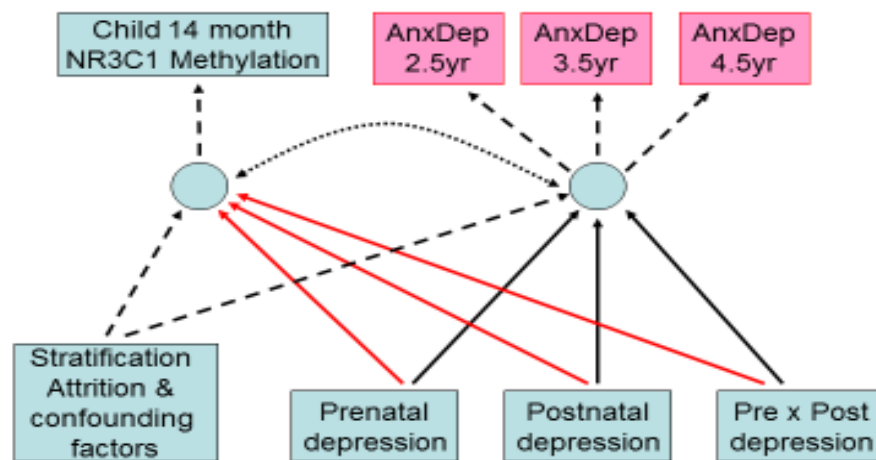 Child 14 month
NR3C1 Methylation
AnxDep
2.5yr
AnxDep
3.5yr
AnxDep
4.5yr
Stratification
Attrition &
confounding
factors
Prenatal
depression
Postnatal
depression
Pre x Post
depression